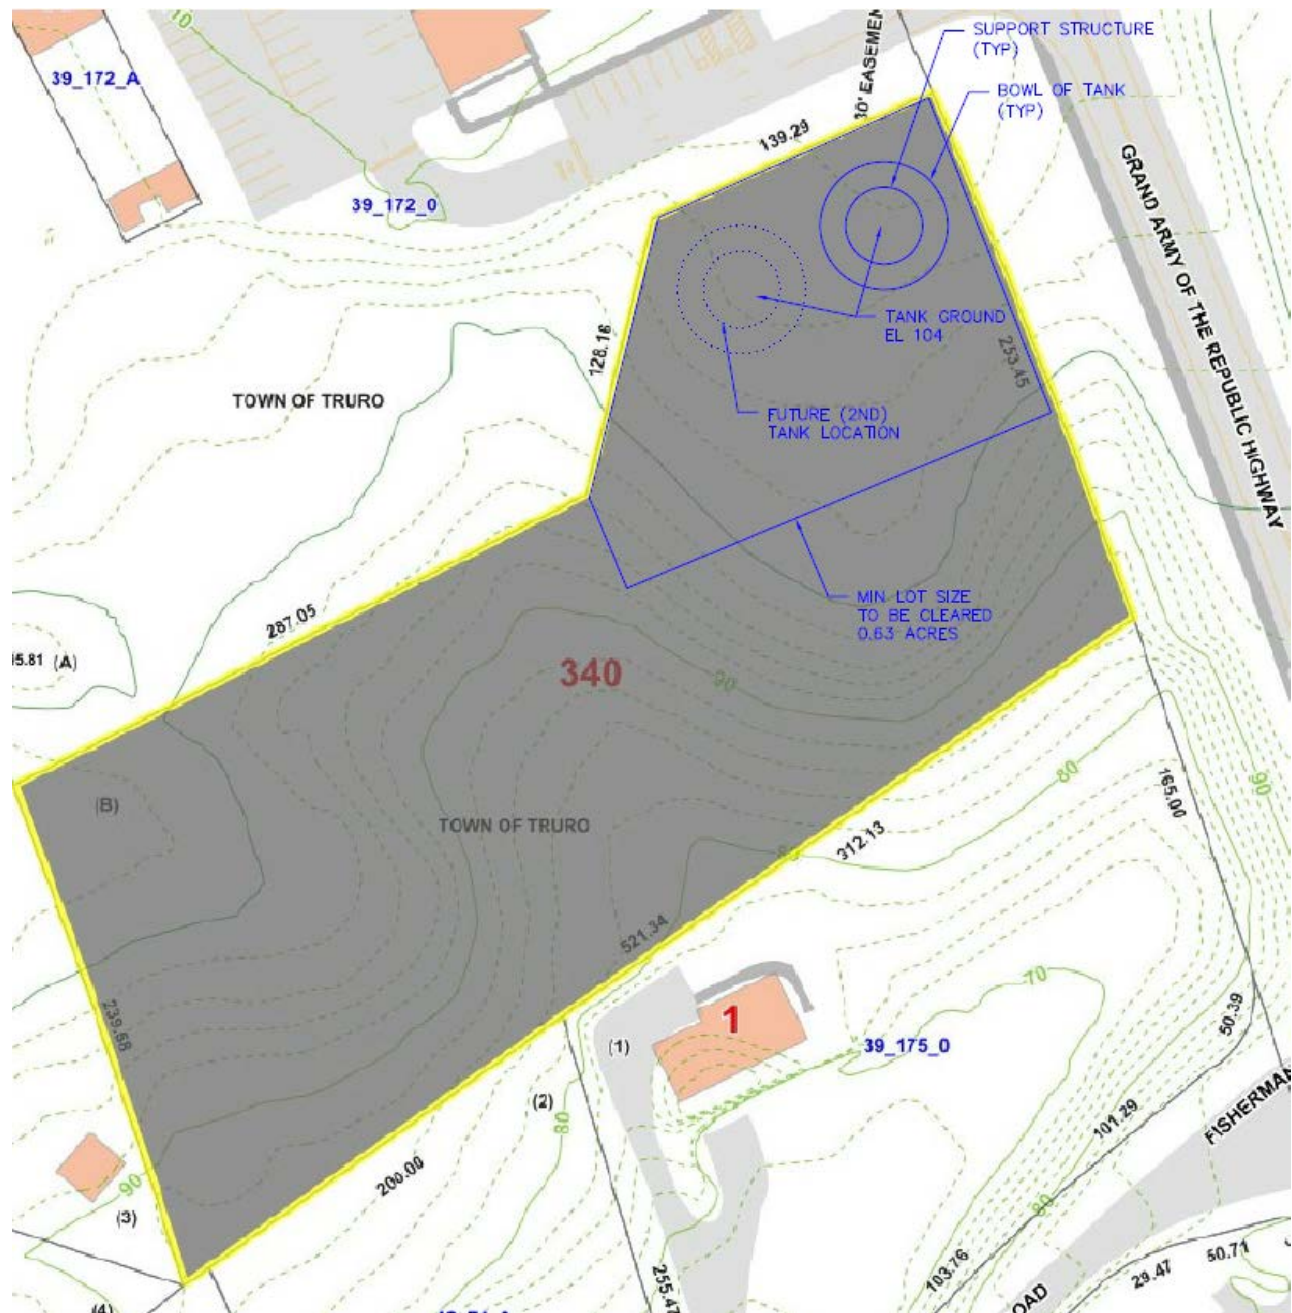 10
39_172_A
39_172_0
30' EASEMEN
139.29
SUPPORT STRUCTURE
(TYP)
BOWL OF TANK
(TYP)
GRAND ARMY OF THE REPUBLIC HIGHWAY
TANK GROUND
EL 104
253.45
128.16
TOWN OF TRURO
FUTURE (2ND)
TANK LOCATION
MIN LOT SIZE
TO BE CLEARED
0.63 ACRES
287.05
(A)
340
90
80
90
165.00
(B)
TOWN OF TRURO
312.13
521.34
239.68
70
1
39_175_0
(1)
(2)
80
50.39
101.29
FISHERMAN
200.00
90
(3)
80
255.47
103.76
29.47
50.71
OAD
(4)